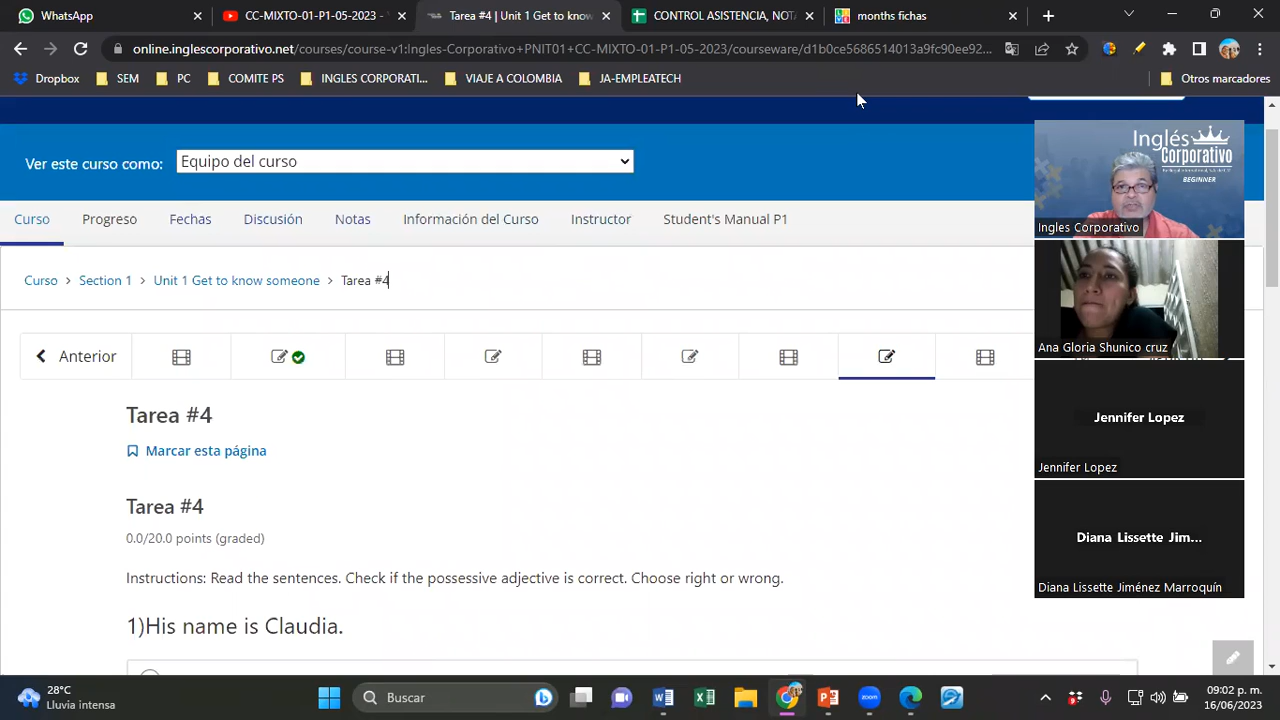 WhatsApp
CC-MIXTO-01-P1-05-2023 -
Tarea #4 | Unit 1 Get to know
CONTROL ASISTENCIA, NOTA
months fichas
online.inglescorporativo.net/courses/course-v1:Ingles-Corporativo+PNIT01+CC-MIXTO-01-P1-05-2023/courseware/d1b0ce5686514013a9fc90ee92...
Dropbox
SEM
PC
COMITE PS
INGLES CORPORATI...
VIAJE A COLOMBIA
JA-EMPLEATECH
Otros marcadores
Ver este curso como:
Equipo del curso
Curso
Progreso
Fechas
Discusión
Notas
Información del Curso
Instructor
Student's Manual P1
Curso > Section 1 > Unit 1 Get to know someone > Tarea #4
Anterior
Tarea #4
Marcar esta página
Tarea #4
0.0/20.0 points (graded)
Instructions: Read the sentences. Check if the possessive adjective is correct. Choose right or wrong.
1)His name is Claudia.
Inglés
Corporativo
BEGINNER
Ingles Corporativo
Ana Gloria Shunico cruz
Jennifer Lopez
Jennifer Lopez
Diana Lissette Jim...
Diana Lissette Jiménez Marroquín
28°C
Lluvia intensa
Buscar
09:02 p. m.
16/06/2023